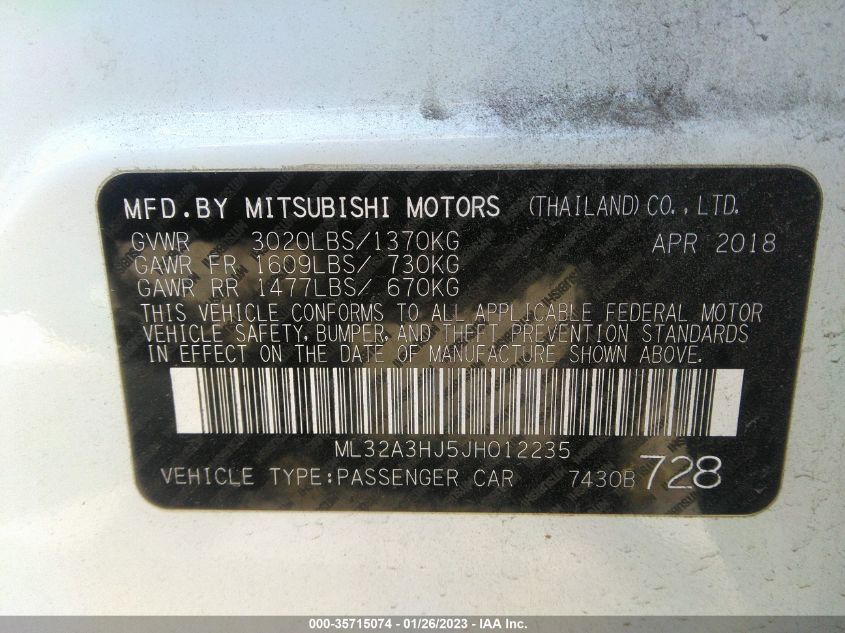 MFD.BY MITSUBISHI MOTORS (THAILAND) CO.,LTD.
GVWR 3020LBS/1370KG APR 2018
GAWR FR 1609LBS/ 730KG
GAWR RR 1477LBS/ 670KG
THIS VEHICLE CONFORMS TO ALL APPLICABLE FEDERAL MOTOR
VEHICLE SAFETY, BUMPER, AND THEFT PREVENTION STANDARDS
IN EFFECT ON THE DATE OF MANUFACTURE SHOWN ABOVE.
ML32A3HJ5JH012235
VEHICLE TYPE:PASSENGER CAR 7430B 728
000-35715074 - 01/26/2023 - IAA Inc.